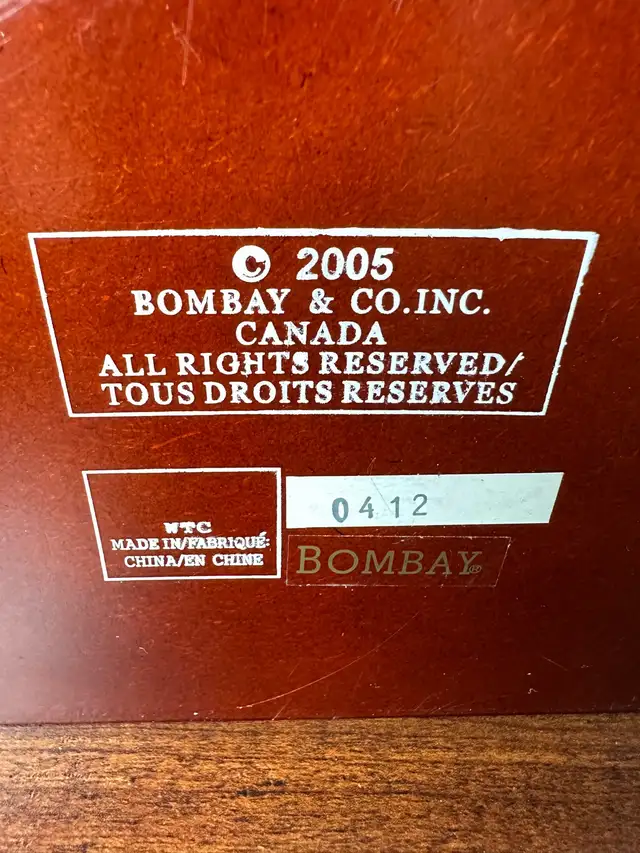 © 2005
BOMBAY & CO.INC.
CANADA
ALL RIGHTS RESERVED/
TOUS DROITS RESERVES
WTC
MADE IN/FABRIQUÉ:
CHINA/EN CHINE
0412
BOMBAY®